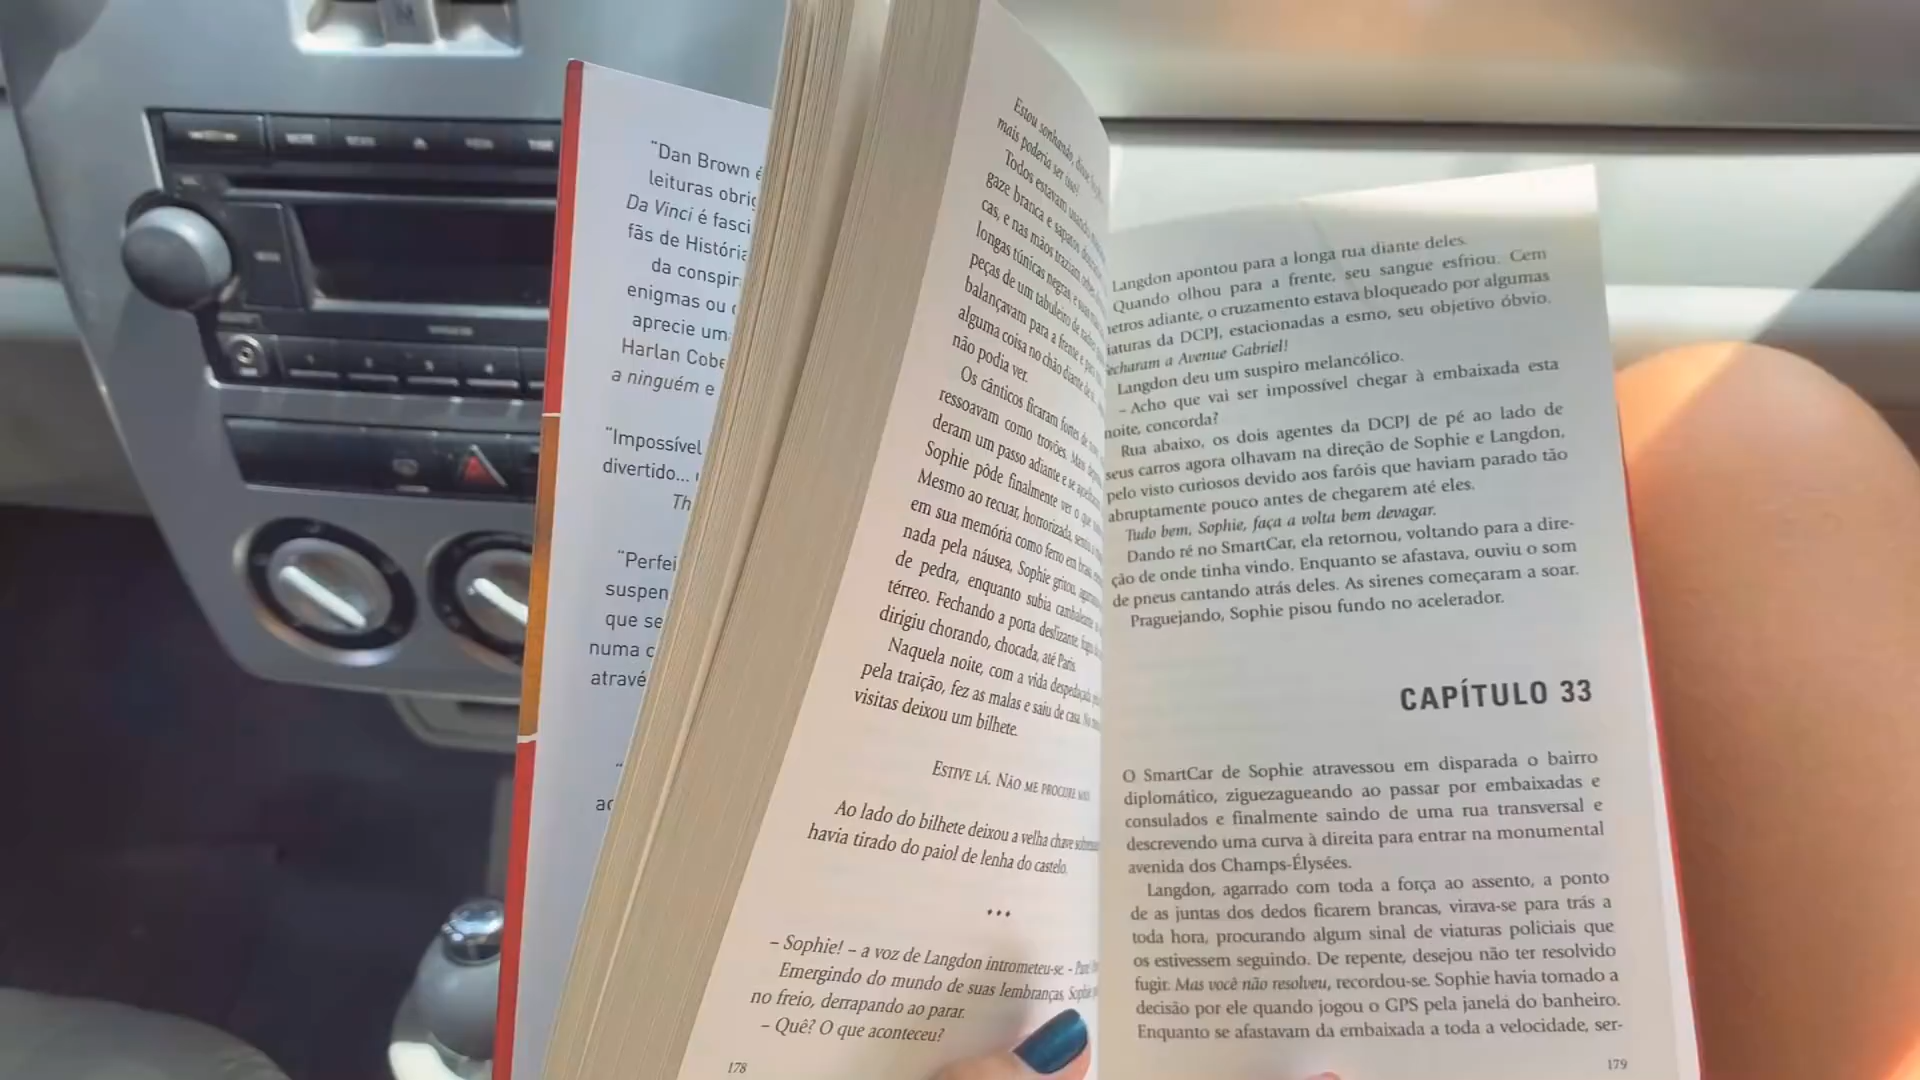 "Dan Brown é
leituras
Da Vinci é
fãs de História
da
enigmas ou
aprecie
Harlan
a ninguém e
"Impossível
divertido...
que se
numa
Estou sonhando, disse
mais poderia ser isso?
Todos estavam usando
gaze branca e sapatos
cas, e nas mãos traziam
longas túnicas negras, e suas
peças de um tabuleiro de
balançavam para a frente e para
alguma coisa no chão diante de
não podia ver.
Os cânticos ficaram fortes de
ressoavam como trovões. Mais
deram um passo adiante e se
Sophie pôde finalmente ver o que
Mesmo ao recuar, horrorizada, sentiu a
em sua memória como ferro em brasa,
nada pela náusea, Sophie gritou,
de pedra, enquanto subia cambaleante
térreo. Fechando a porta deslizante,
dirigiu chorando, chocada, até Paris.
Naquela noite, com a vida despedaçada
pela traição, fez as malas e saiu de casa.
visitas deixou um bilhete.
ESTIVE LÁ. NÃO ME PROCURE MAIS
Ao lado do bilhete deixou a velha chave
havia tirado do paiol de lenha do castelo.
•••
– Sophie! – a voz de Langdon intrometeu-se. –
Emergindo do mundo de suas lembranças, Sophie
no freio, derrapando ao parar.
– Quê? O que aconteceu?
178
Langdon apontou para a longa rua diante deles.
Quando olhou para a frente, seu sangue esfriou. Cem
etros adiante, o cruzamento estava bloqueado por algumas
iaturas da DCPJ, estacionadas a esmo, seu objetivo óbvio.
echaram a Avenue Gabriel!
Langdon deu um suspiro melancólico.
– Acho que vai ser impossível chegar à embaixada esta
noite, concorda?
Rua abaixo, os dois agentes da DCPJ de pé ao lado de
seus carros agora olhavam na direção de Sophie e Langdon,
pelo visto curiosos devido aos faróis que haviam parado tão
abruptamente pouco antes de chegarem até eles.
Tudo bem, Sophie, faça a volta bem devagar.
Dando ré no SmartCar, ela retornou, voltando para a dire-
ção de onde tinha vindo. Enquanto se afastava, ouviu o som
de pneus cantando atrás deles. As sirenes começaram a soar.
Praguejando, Sophie pisou fundo no acelerador.
CAPÍTULO 33
O SmartCar de Sophie atravessou em disparada o bairro
diplomático, ziguezagueando ao passar por embaixadas e
consulados e finalmente saindo de uma rua transversal e
descrevendo uma curva à direita para entrar na monumental
avenida dos Champs-Élysées.
Langdon, agarrado com toda a força ao assento, a ponto
de as juntas dos dedos ficarem brancas, virava-se para trás a
toda hora, procurando algum sinal de viaturas policiais que
os estivessem seguindo. De repente, desejou não ter resolvido
fugir. Mas você não resolveu, recordou-se. Sophie havia tomado a
decisão por ele quando jogou o GPS pela janela do banheiro.
Enquanto se afastavam da embaixada a toda a velocidade, ser-
179